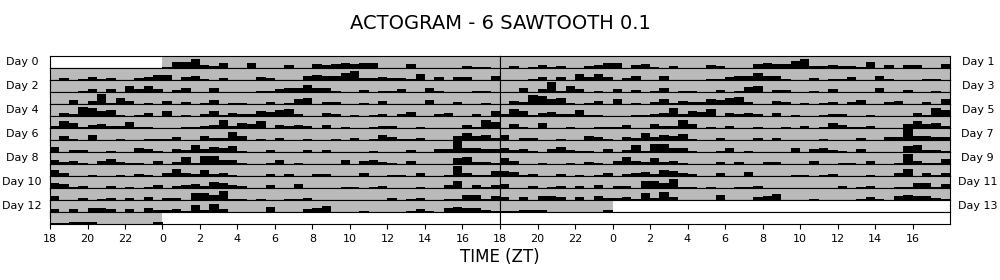 ACTOGRAM - 6 SAWTOOTH 0.1
Day 0 Day 1
Day 2 Day 3
Day 4 Day 5
Day 6 Day 7
Day 8 Day 9
Day 10 Day 11
Day 12 Day 13
18 20 22 0 2 4 6 8 10 12 14 16 18 20 22 0 2 4 6 8 10 12 14 16
TIME (ZT)